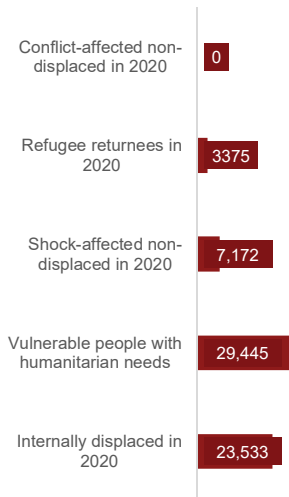 Conflict-affected non-
displaced in 2020
0
Refugee returnees in
2020
3375
Shock-affected non-
displaced in 2020
7,172
Vulnerable people with
humanitarian needs
29,445
Internally displaced in
2020
23,533